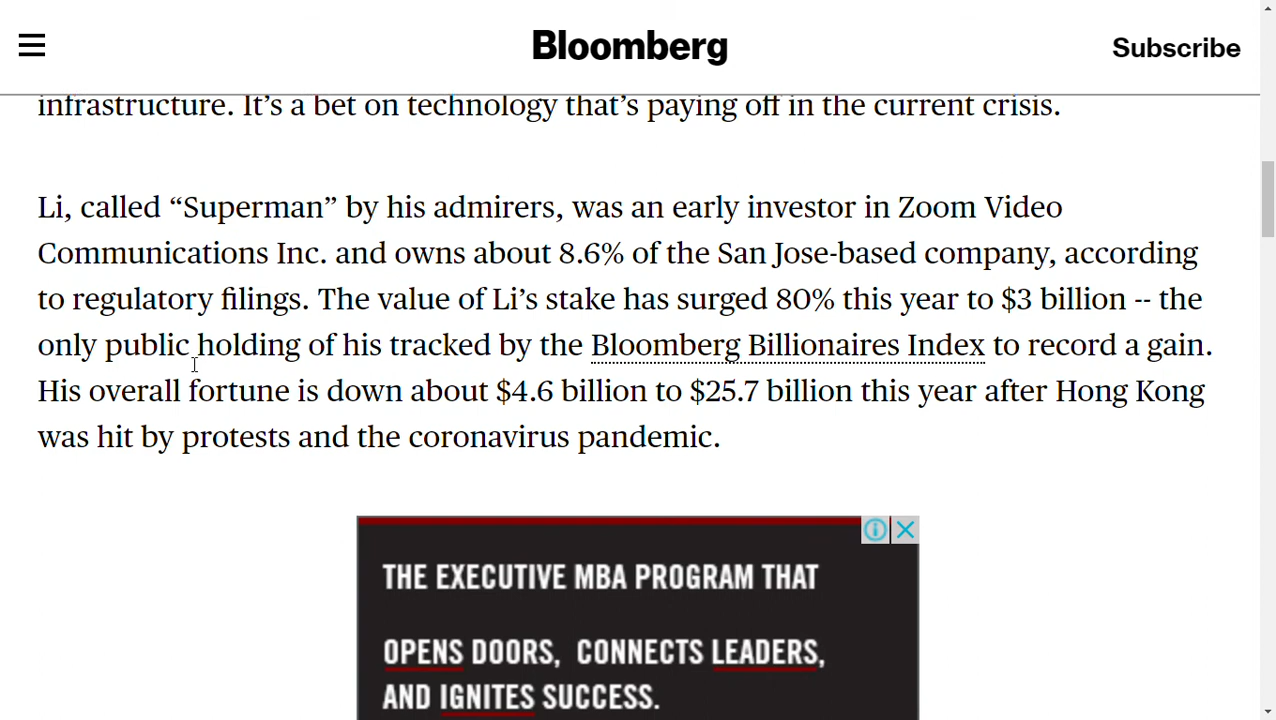 Bloomberg
Subscribe
infrastructure. It’s a bet on technology that’s paying off in the current crisis.
Li, called “Superman” by his admirers, was an early investor in Zoom Video
Communications Inc. and owns about 8.6% of the San Jose-based company, according
to regulatory filings. The value of Li’s stake has surged 80% this year to $3 billion -- the
only public holding of his tracked by the Bloomberg Billionaires Index to record a gain.
His overall fortune is down about $4.6 billion to $25.7 billion this year after Hong Kong
was hit by protests and the coronavirus pandemic.
THE EXECUTIVE MBA PROGRAM THAT
OPENS DOORS, CONNECTS LEADERS,
AND IGNITES SUCCESS.